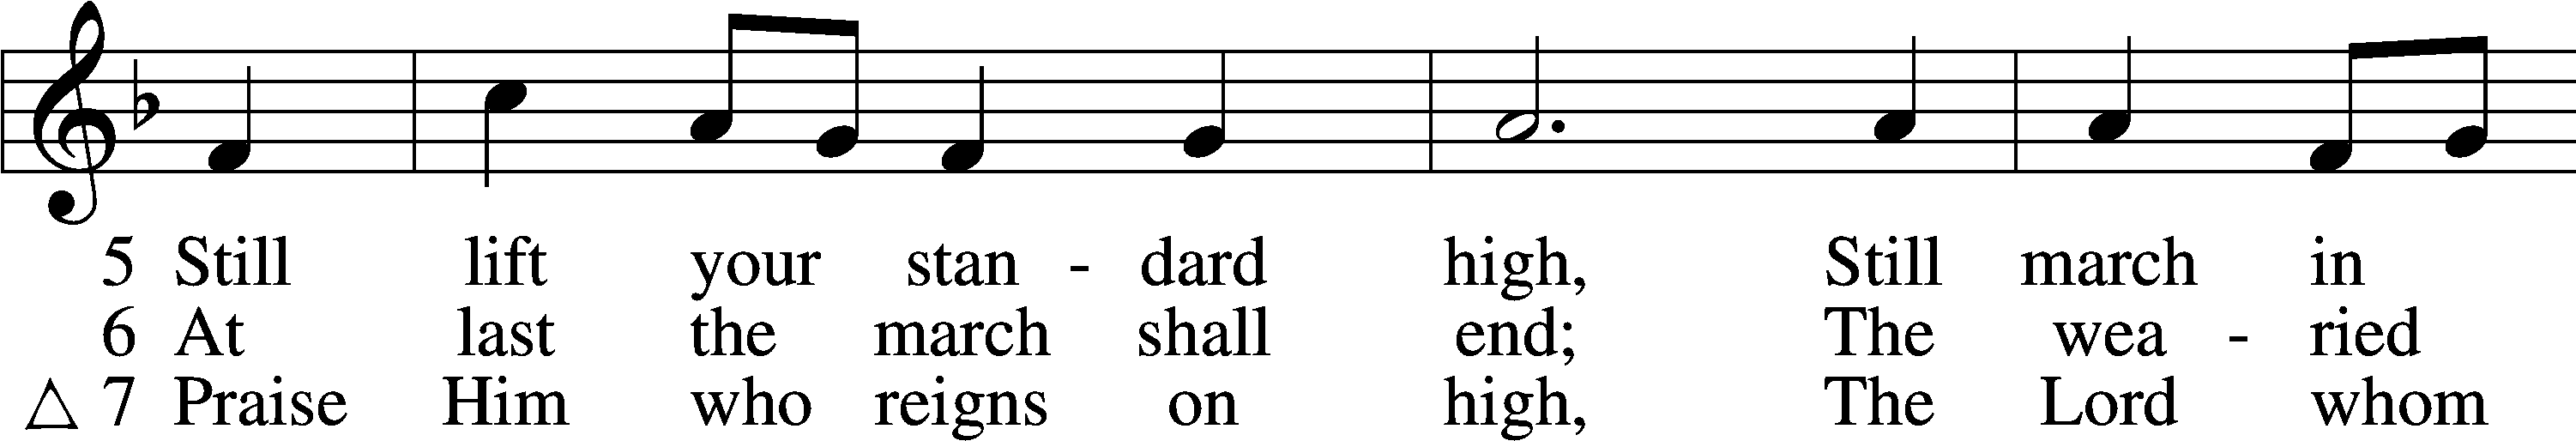 5 Still lift your stan - dard high, Still march in
6 At last the march shall end; The wea - ried
△ 7 Praise Him who reigns on high, The Lord whom